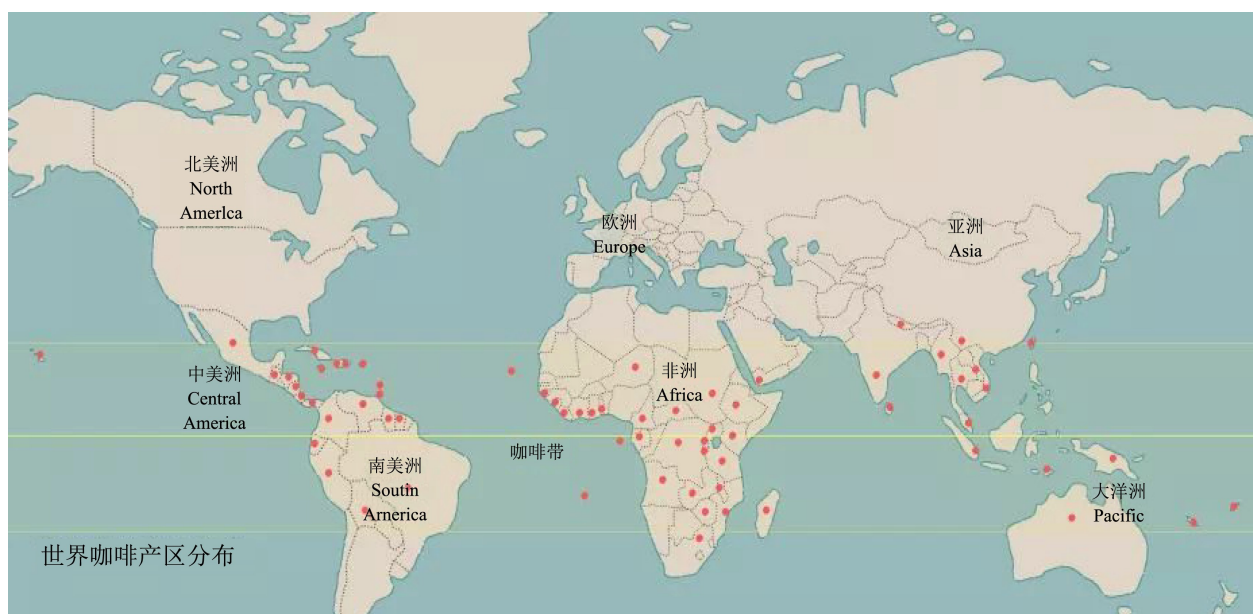 北美洲
North
Amerlca
欧洲
Europe
亚洲
Asia
中美洲
Central
America
非洲
Africa
咖啡带
南美洲
Soutin
Arnerica
大洋洲
Pacific
世界咖啡产区分布